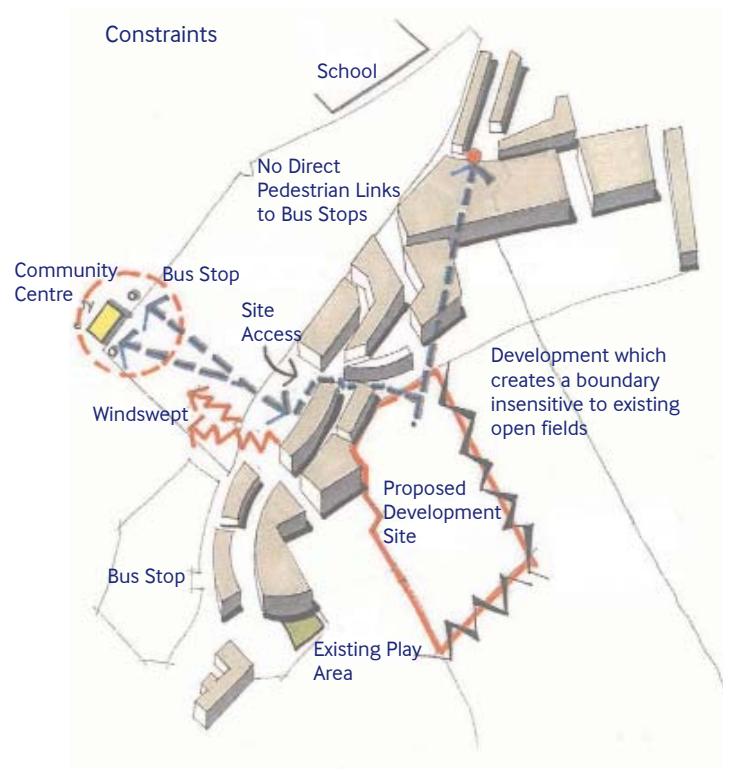 Constraints
School
No Direct
Pedestrian Links
to Bus Stops
Community
Centre
Bus Stop
Site
Access
Development which
creates a boundary
insensitive to existing
open fields
Windswept
Proposed
Development
Site
Bus Stop
Existing Play
Area